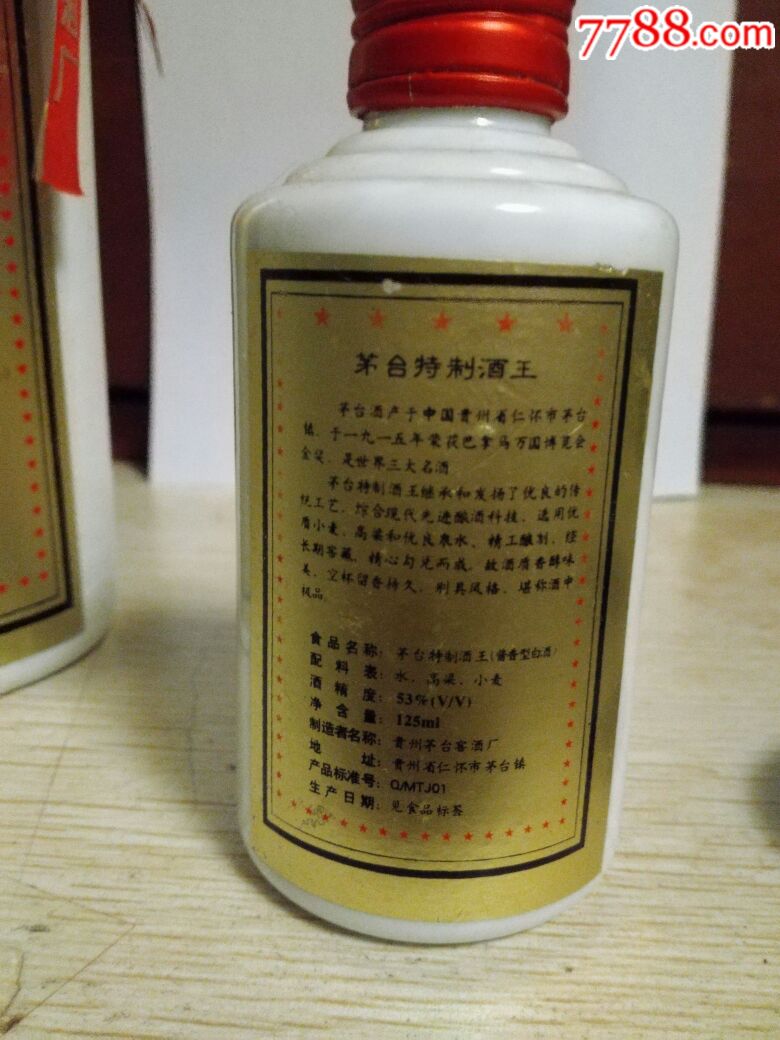 7788.com
茅台特制酒王
茅台酒产于中国贵州省仁怀市茅台
镇，于一九一五年荣获巴拿马万国博览会
金奖，是世界三大名酒
茅台特制酒王继承和发扬了优良的传
统工艺，综合现代先进酿酒科技，选用优
质小麦、高粱和优良泉水、精工酿制、经
长期窖藏，精心勾兑而成，故酒质香醇味
美，空杯留香持久，别具风格，堪称酒中
极品。
食品名称：茅台特制酒王(酱香型白酒)
配料表：水、高粱、小麦
酒精度：53%(V/V)
净含量：125ml
制造者名称：贵州茅台窖酒厂
地址：贵州省仁怀市茅台镇
产品标准号：Q/MTJ01
生产日期：见食品标签